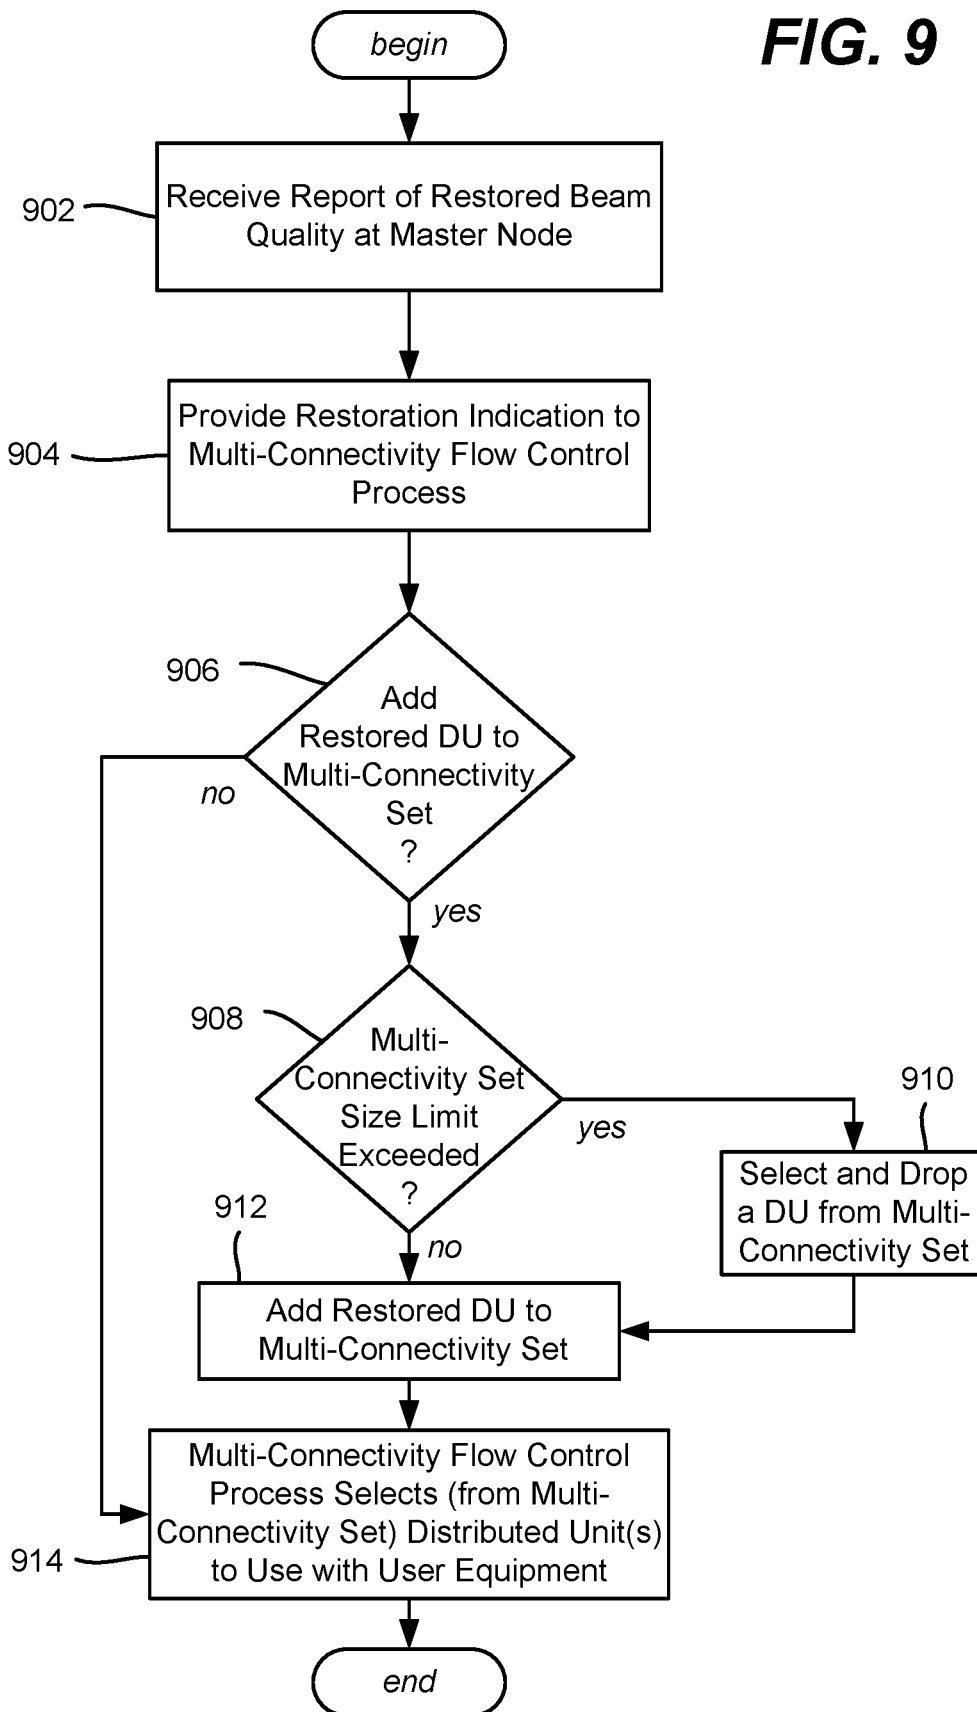 FIG. 9
begin
902
Receive Report of Restored Beam
Quality at Master Node
904
Provide Restoration Indication to
Multi-Connectivity Flow Control
Process
906
Add
Restored DU to
Multi-Connectivity
Set
?
no
yes
908
Multi-
Connectivity Set
Size Limit
Exceeded
?
yes
no
910
Select and Drop
a DU from Multi-
Connectivity Set
912
Add Restored DU to
Multi-Connectivity Set
914
Multi-Connectivity Flow Control
Process Selects (from Multi-
Connectivity Set) Distributed Unit(s)
to Use with User Equipment
end